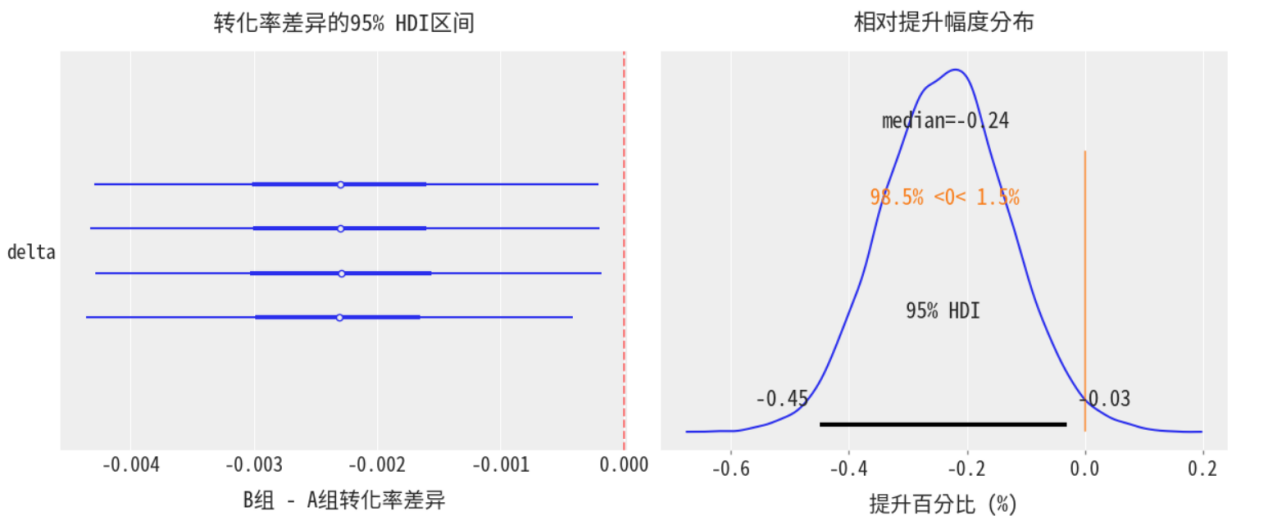 转化率差异的95% HDI区间
delta
-0.004
-0.003
-0.002
-0.001
0.000
B组 - A组转化率差异
相对提升幅度分布
median=-0.24
98.5% <0< 1.5%
95% HDI
-0.45
-0.03
-0.6
-0.4
-0.2
0.0
0.2
提升百分比 (%)